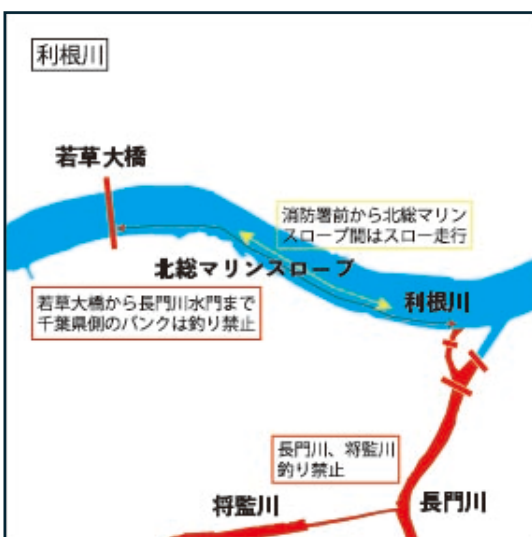 利根川
若草大橋
消防署前から北総マリン
スロープ間はスロー走行
北総マリンスロープ
若草大橋から長門川水門まで
千葉県側のバンクは釣り禁止
利根川
長門川、将監川
釣り禁止
将監川
長門川